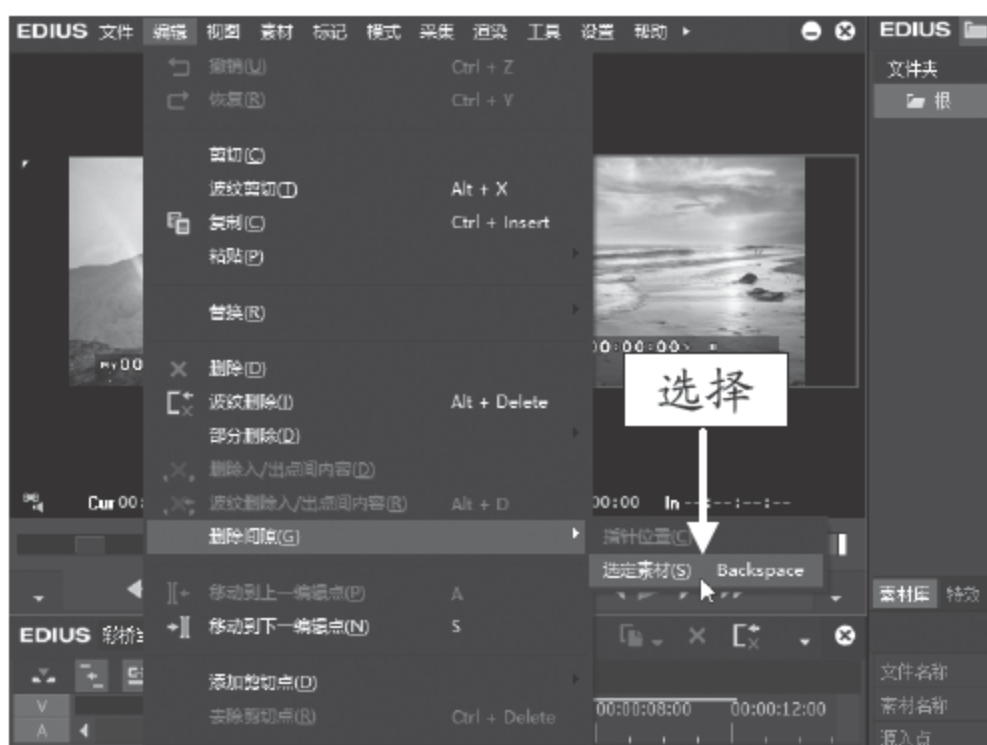 EDIUS 文件 编辑 视图 素材 标记 模式 采集 渲染 工具 设置 帮助
EDIUS
文件夹
根
撤销(U) Ctrl + Z
恢复(R) Ctrl + Y
剪切(C)
波纹剪切(T) Alt + X
复制(C) Ctrl + Insert
粘贴(P)
替换(R)
删除(D)
波纹删除(I) Alt + Delete
部分删除(D)
删除入/出点间内容(D)
波纹删除入/出点间内容(R) Alt + D
删除间隙(G)
指针位置(C)
选定素材(S) Backspace
移动到上一编辑点(P) A
移动到下一编辑点(N) S
添加剪切点(D)
去除剪切点(R) Ctrl + Delete
00:00:00
选择
Cur 00:
00:00 In --:--:--:--
素材库 特效
EDIUS
V
A
00:00:08:00 00:00:12:00
文件名称
素材名称
源入点